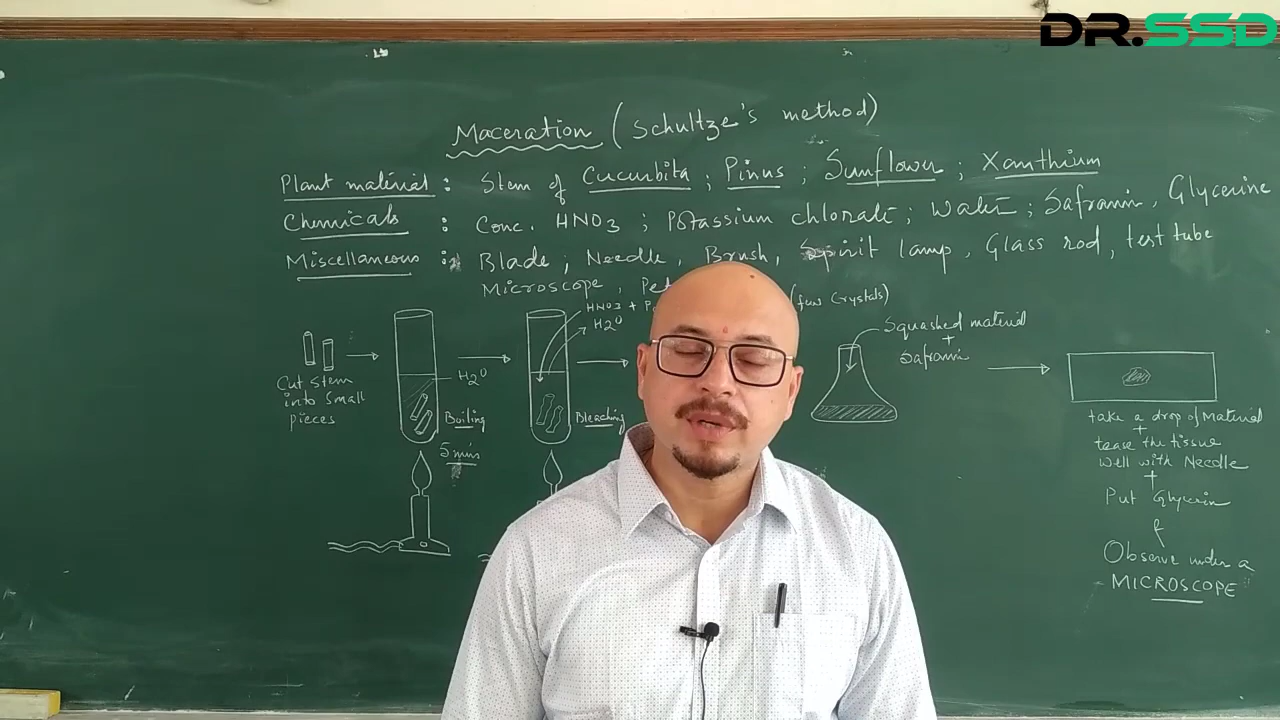 DR.SSD
Maceration (Schultze's method)
Plant material : Stem of Cucurbita ; Pinus ; Sunflower ; Xanthium
Chemicals : Conc. HNO3 ; Potassium chlorate ; Water ; Safranin, Glycerine
Miscellaneous : Blade ; Needle, Brush, Spirit lamp, Glass rod, test tube
Microscope,
HNO3 +
(few Crystals)
H2O
Cut stem
into small
pieces
H2O
Boiling
5 mins
Bleaching
Squashed material
+
Safranin
take a drop of Material
+
tease the tissue
well with Needle
+
Put Glycerin
&
Observe under a
MICROSCOPE